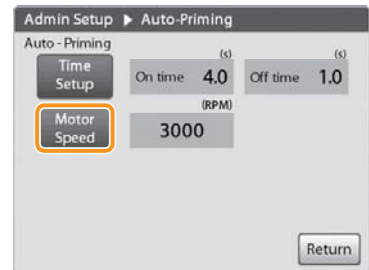 Admin Setup ▶ Auto-Priming
Auto - Priming
(s) (s)
Time Setup On time 4.0 Off time 1.0
(RPM)
Motor Speed 3000
Return